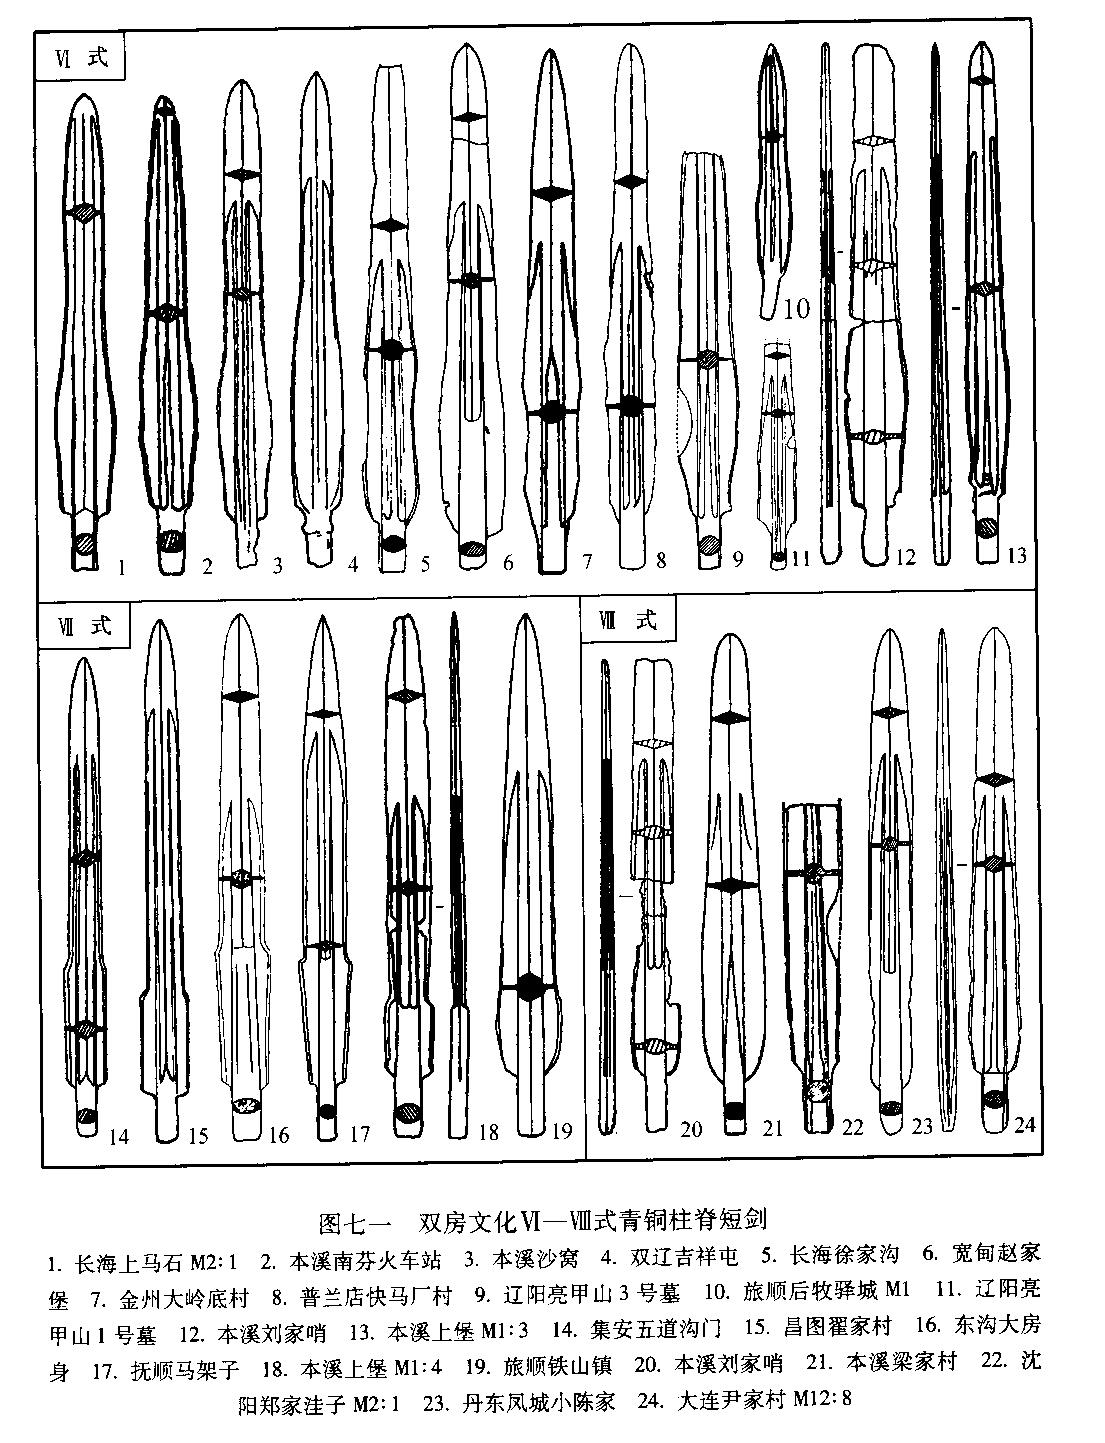 Ⅵ 式
1
2
3
4
5
6
7
8
9
10
11
12
13
Ⅶ 式
Ⅷ 式
14
15
16
17
18
19
20
21
22
23
24
图七一 双房文化Ⅵ—Ⅷ式青铜柱脊短剑
1. 长海上马石 M2:1 2. 本溪南芬火车站 3. 本溪沙窝 4. 双辽吉祥屯 5. 长海徐家沟 6. 宽甸赵家
堡 7. 金州大岭底村 8. 普兰店快马厂村 9. 辽阳亮甲山 3 号墓 10. 旅顺后牧驿城 M1 11. 辽阳亮
甲山 1 号墓 12. 本溪刘家哨 13. 本溪上堡 M1:3 14. 集安五道沟门 15. 昌图翟家村 16. 东沟大房
身 17. 抚顺马架子 18. 本溪上堡 M1:4 19. 旅顺铁山镇 20. 本溪刘家哨 21. 本溪梁家村 22. 沈
阳郑家洼子 M2:1 23. 丹东凤城小陈家 24. 大连尹家村 M12:8